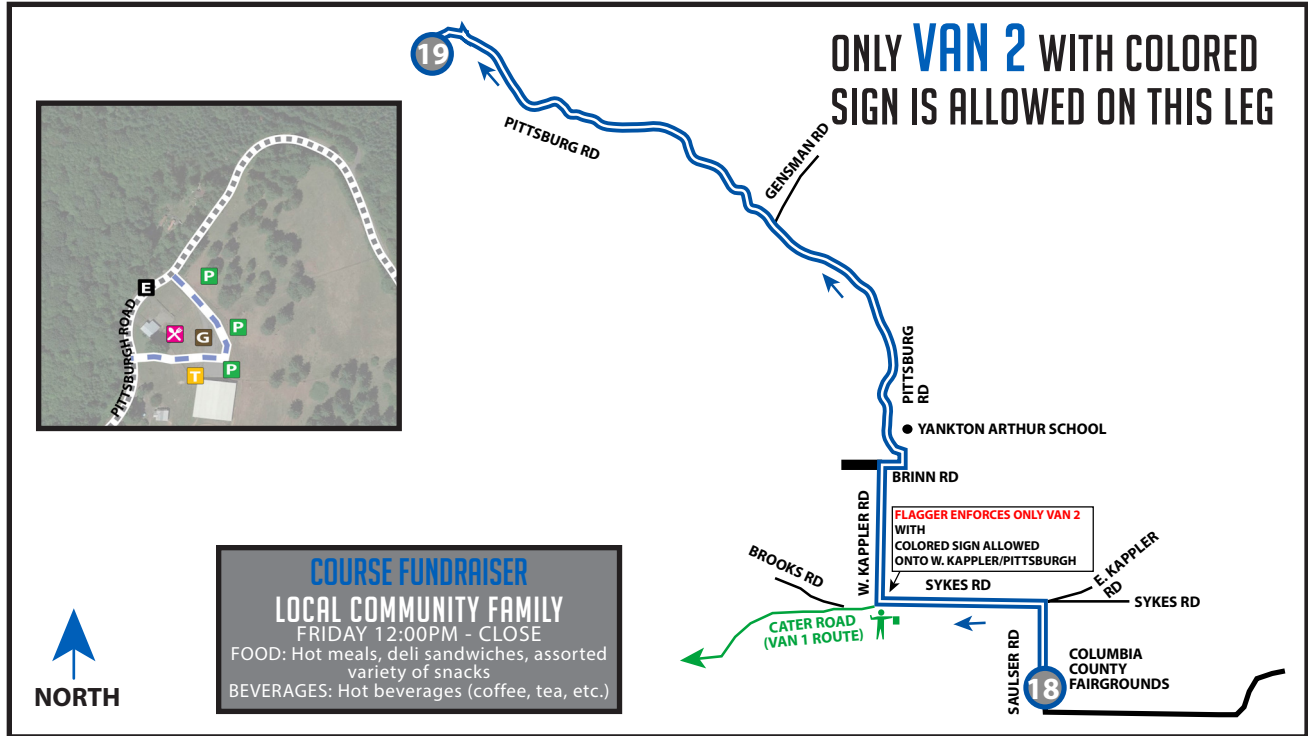 ONLY VAN 2 WITH COLORED
SIGN IS ALLOWED ON THIS LEG
19
PITTSBURG RD
GENSMAN RD
P
E
P
G
P
T
PITTSBURGH ROAD
PITTSBURG
RD
YANKTON ARTHUR SCHOOL
BRINN RD
W. KAPPLER RD
FLAGGER ENFORCES ONLY VAN 2
WITH
COLORED SIGN ALLOWED
ONTO W. KAPPLER/PITTSBURGH
BROOKS RD
SYKES RD
E. KAPPLER
RD
SYKES RD
CATER ROAD
(VAN 1 ROUTE)
SAULSER RD
COLUMBIA
COUNTY
FAIRGROUNDS
18
COURSE FUNDRAISER
LOCAL COMMUNITY FAMILY
FRIDAY 12:00PM - CLOSE
FOOD: Hot meals, deli sandwiches, assorted
variety of snacks
BEVERAGES: Hot beverages (coffee, tea, etc.)
NORTH